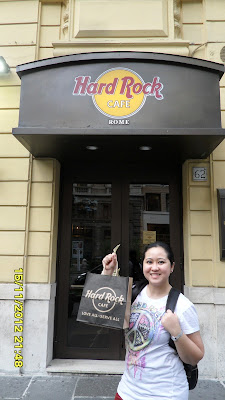 Hard Rock
CAFE
ROME
62
Hard Rock
CAFE
LOVE ALL-SERVE ALL
15/11/2012 21:48